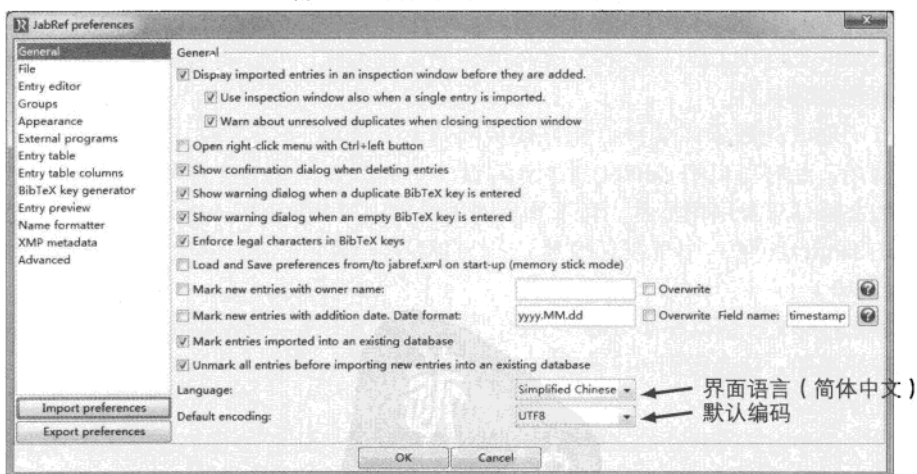 JabRef preferences
General
File
Entry editor
Groups
Appearance
External programs
Entry table
Entry table columns
BibTeX key generator
Entry preview
Name formatter
XMP metadata
Advanced
Import preferences
Export preferences
General
Display imported entries in an inspection window before they are added.
Use inspection window also when a single entry is imported.
Warn about unresolved duplicates when closing inspection window
Open right-click menu with Ctrl+left button
Show confirmation dialog when deleting entries
Show warning dialog when a duplicate BibTeX key is entered
Show warning dialog when an empty BibTeX key is entered
Enforce legal characters in BibTeX keys
Load and Save preferences from/to jabref.xml on start-up (memory stick mode)
Mark new entries with owner name: Overwrite
Mark new entries with addition date. Date format: yyyy.MM.dd Overwrite Field name: timestamp
Mark entries imported into an existing database
Unmark all entries before importing new entries into an existing database
Language: Simplified Chinese 界面语言（简体中文）
Default encoding: UTF8 默认编码
OK Cancel